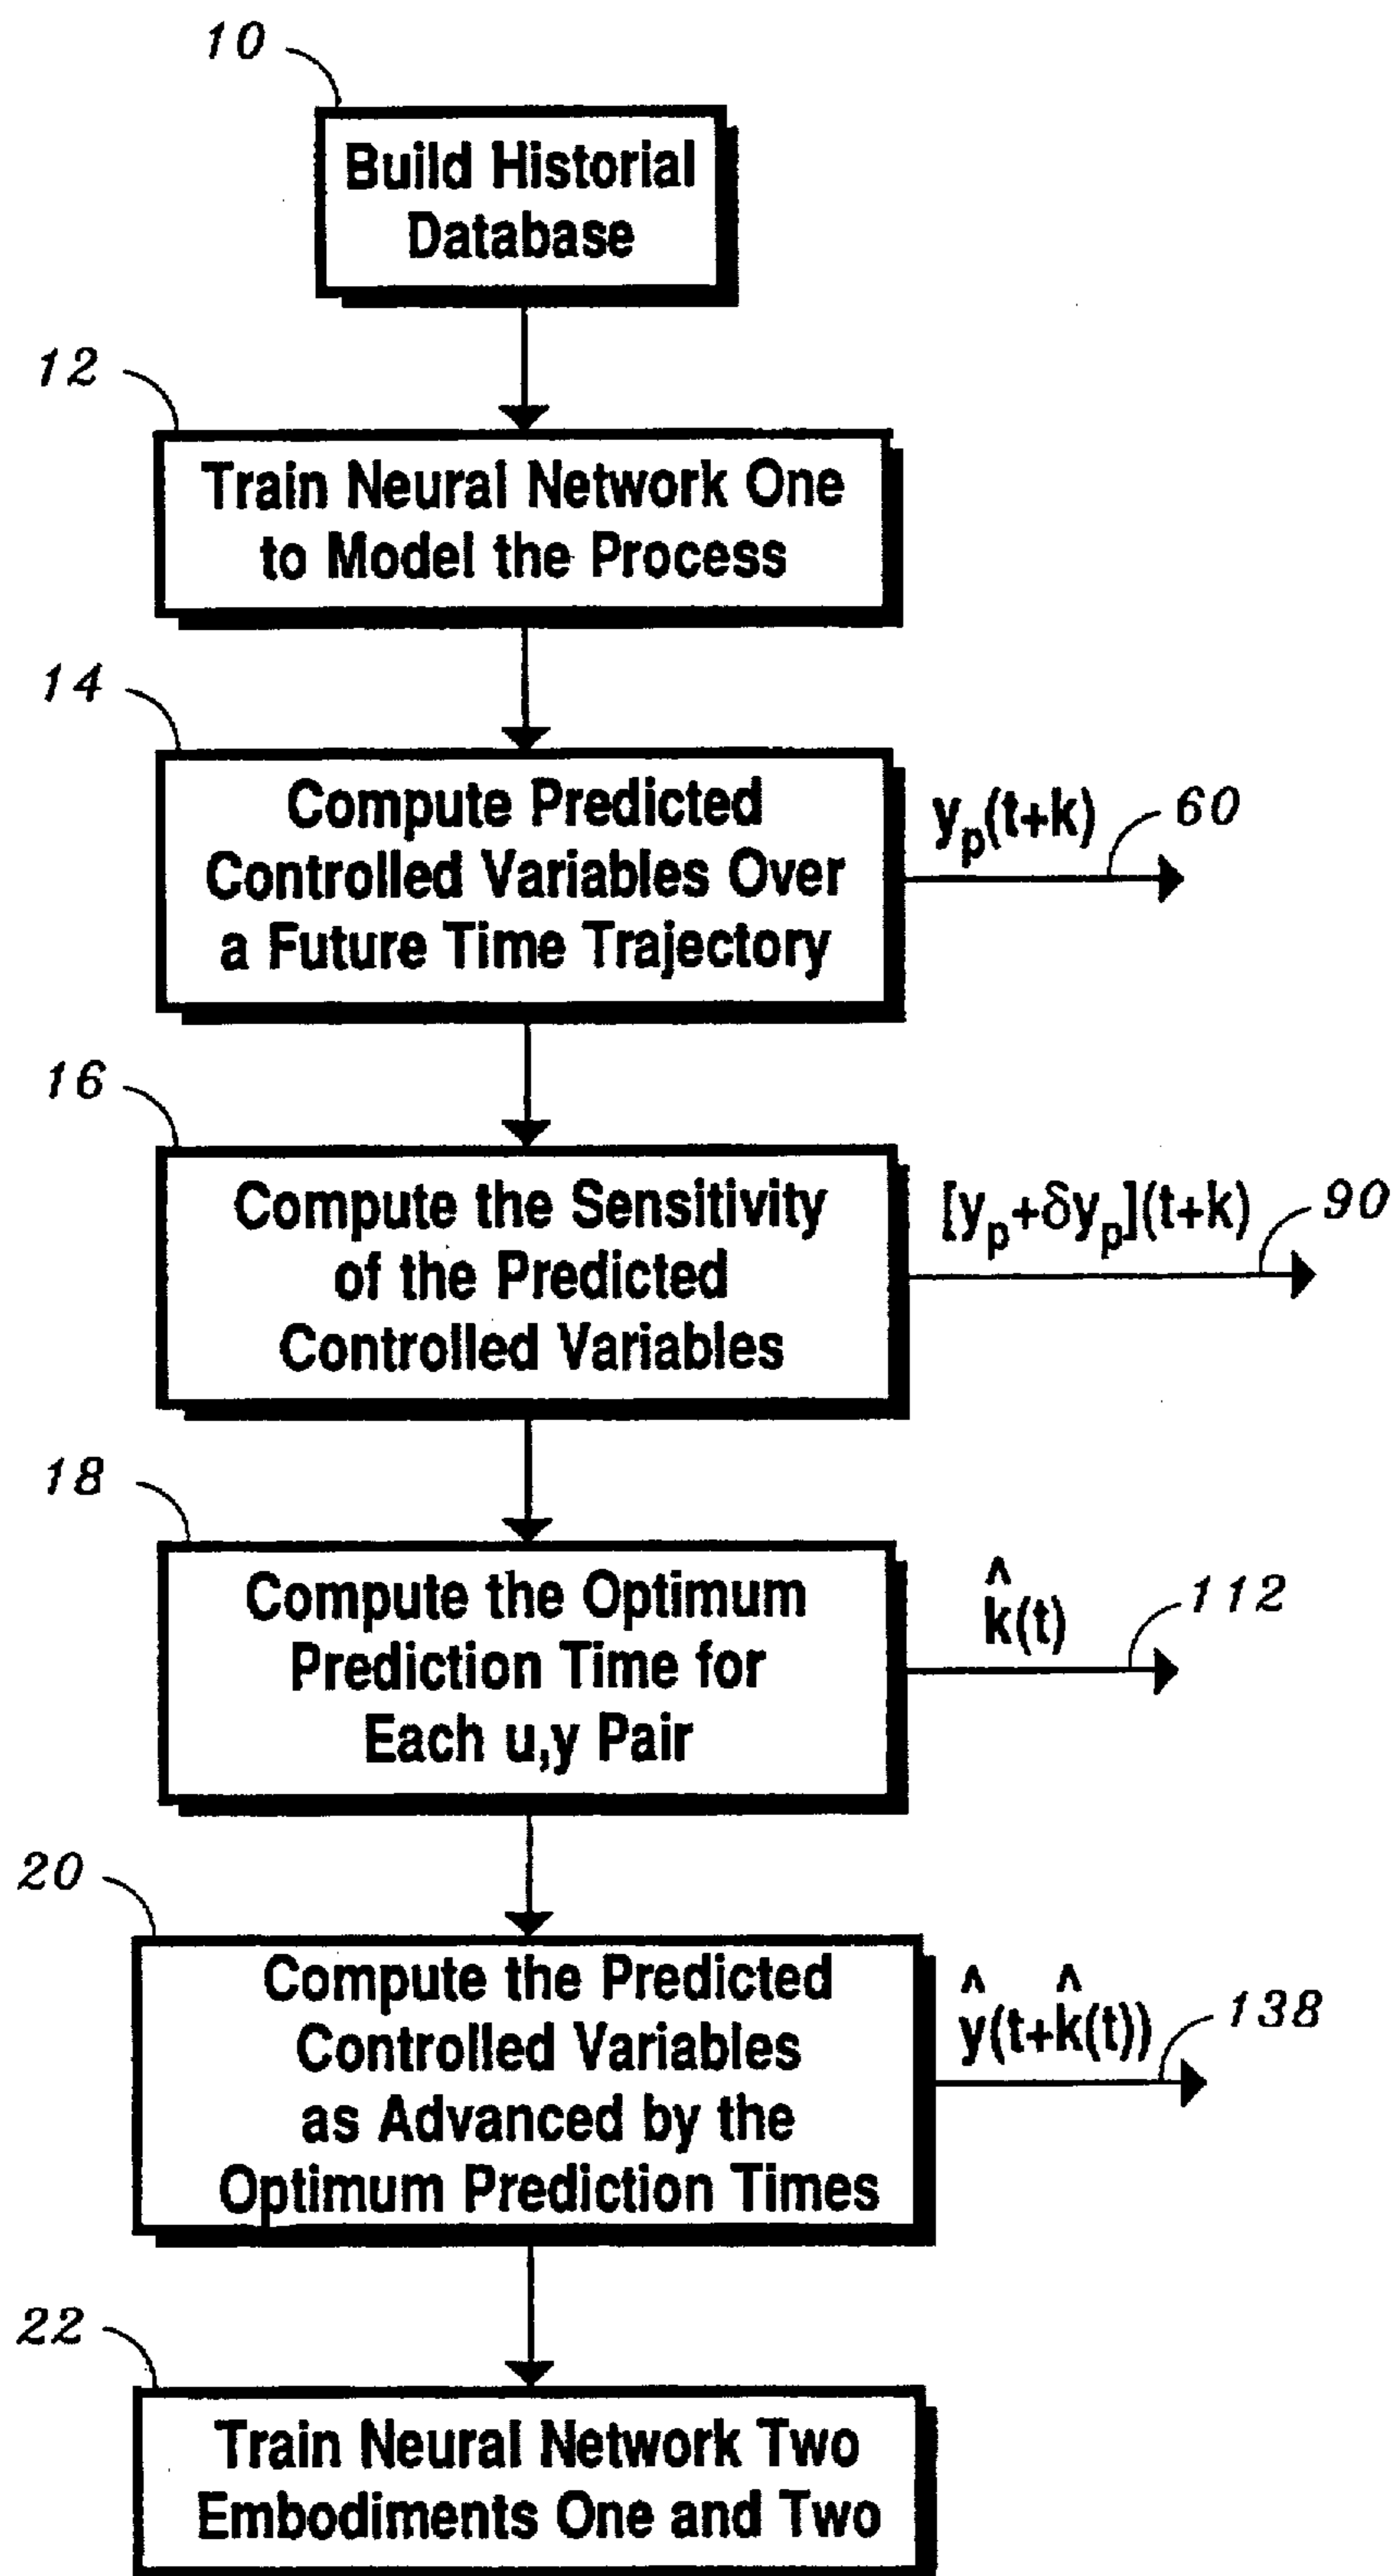 10
Build Historial
Database
12
Train Neural Network One
to Model the Process
14
Compute Predicted
Controlled Variables Over
a Future Time Trajectory
yp(t+k)
60
16
Compute the Sensitivity
of the Predicted
Controlled Variables
[yp+δyp](t+k)
90
18
Compute the Optimum
Prediction Time for
Each u,y Pair
k̂(t)
112
20
Compute the Predicted
Controlled Variables
as Advanced by the
Optimum Prediction Times
ŷ(t+k̂(t))
138
22
Train Neural Network Two
Embodiments One and Two